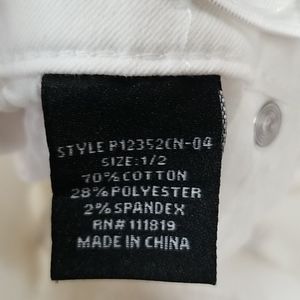 STYLE P12352CN-04
SIZE:1/2
70%COTTON
28%POLYESTER
2%SPANDEX
RN#111819
MADE IN CHINA